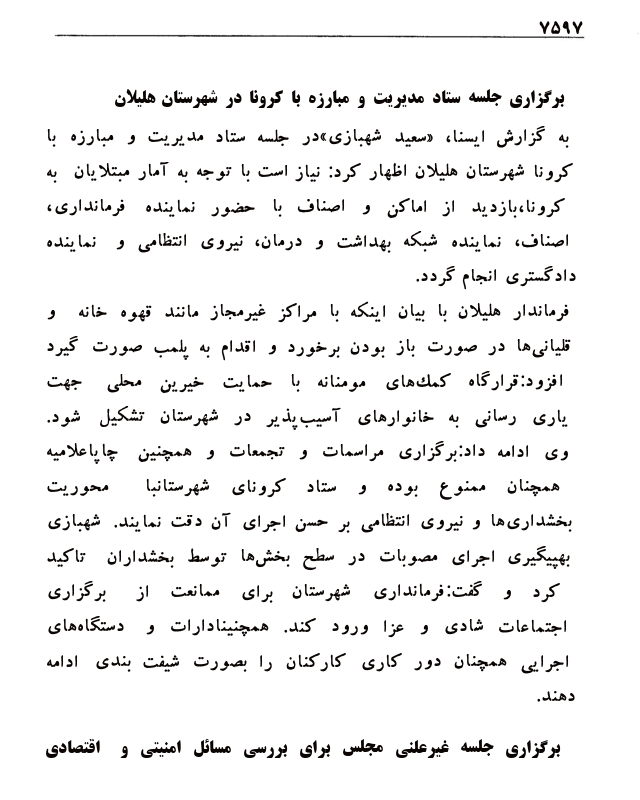 ۷۵۹۷
برگزاری جلسه ستاد مدیریت و مبارزه با کرونا در شهرستان هلیلان
به گزارش ایسنا، «سعید شهبازی»در جلسه ستاد مدیریت و مبارزه با
کرونا شهرستان هلیلان اظهار کرد: نیاز است با توجه به آمار مبتلایان به
کرونا،بازدید از اماکن و اصناف با حضور نماینده فرمانداری،
اصناف، نماینده شبکه بهداشت و درمان، نیروی انتظامی و نماینده
دادگستری انجام گردد.
فرماندار هلیلان با بیان اینکه با مراکز غیرمجاز مانند قهوه خانه و
قلیانی‌ها در صورت باز بودن برخورد و اقدام به پلمب صورت گیرد
افزود:قرارگاه کمک‌های مومنانه با حمایت خیرین محلی جهت
یاری رسانی به خانوارهای آسیب‌پذیر در شهرستان تشکیل شود.
وی ادامه داد:برگزاری مراسمات و تجمعات و همچنین چاپاعلامیه
همچنان ممنوع بوده و ستاد کرونای شهرستانبا محوریت
بخشداری‌ها و نیروی انتظامی بر حسن اجرای آن دقت نمایند. شهبازی
بهپیگیری اجرای مصوبات در سطح بخش‌ها توسط بخشداران تاکید
کرد و گفت:فرمانداری شهرستان برای ممانعت از برگزاری
اجتماعات شادی و عزا ورود کند. همچنینادارات و دستگاه‌های
اجرایی همچنان دور کاری کارکنان را بصورت شیفت بندی ادامه
دهند.
برگزاری جلسه غیرعلنی مجلس برای بررسی مسائل امنیتی و اقتصادی